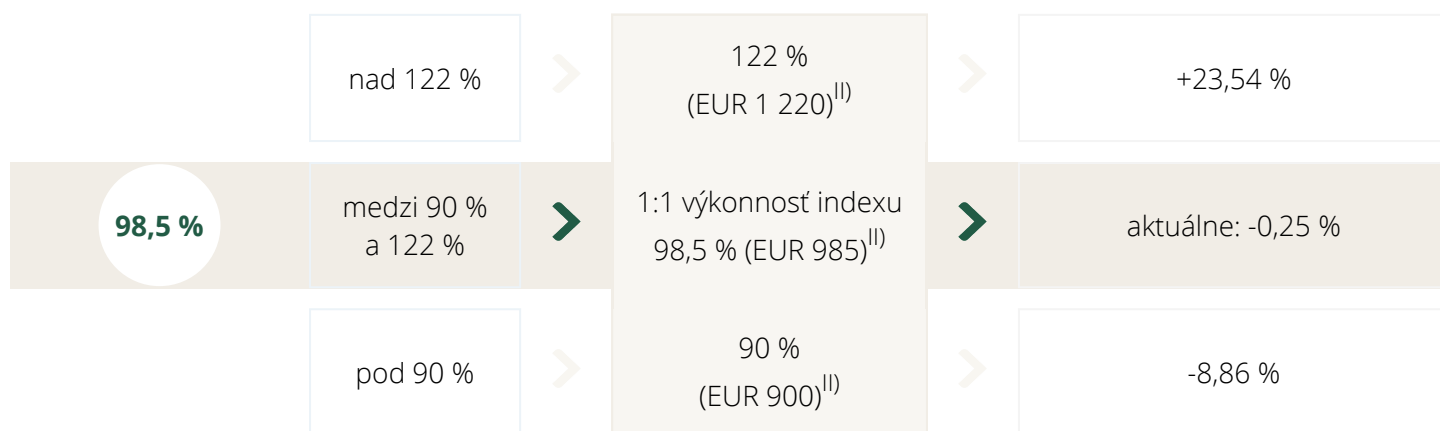 nad 122 %
122 %
(EUR 1 220)II)
+23,54 %
98,5 %
medzi 90 %
a 122 %
1:1 výkonnosť indexu
98,5 % (EUR 985)II)
aktuálne: -0,25 %
pod 90 %
90 %
(EUR 900)II)
-8,86 %